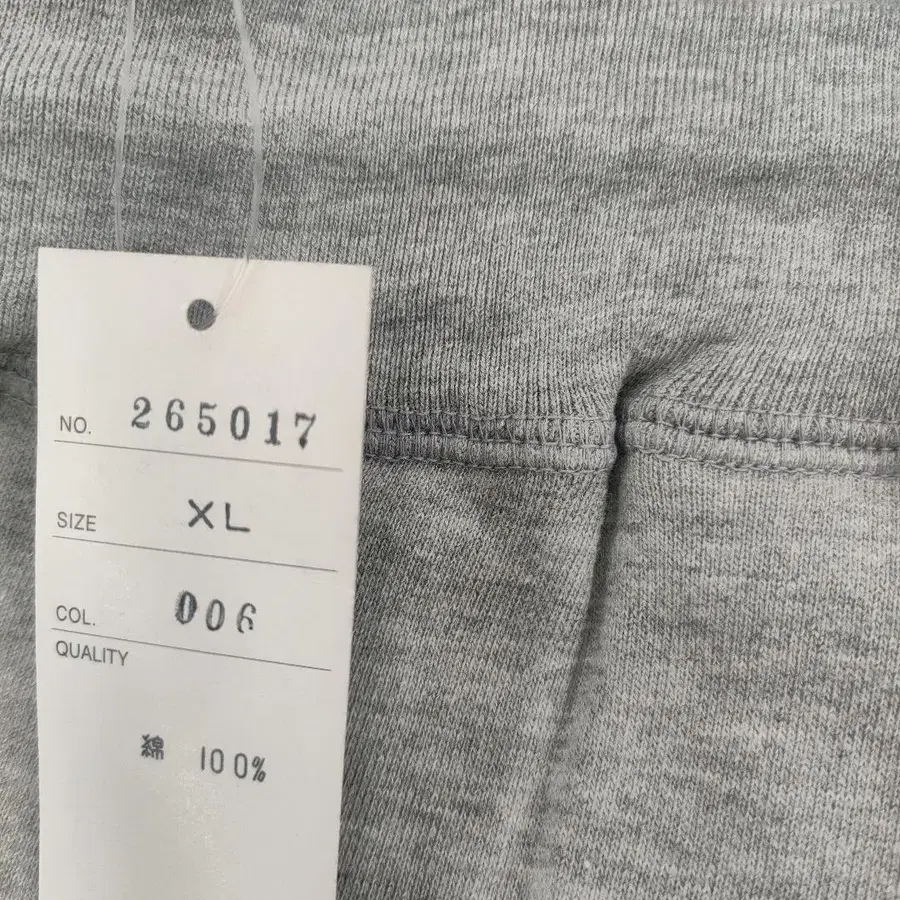 NO. 265017
SIZE XL
COL. 006
QUALITY
綿 100%